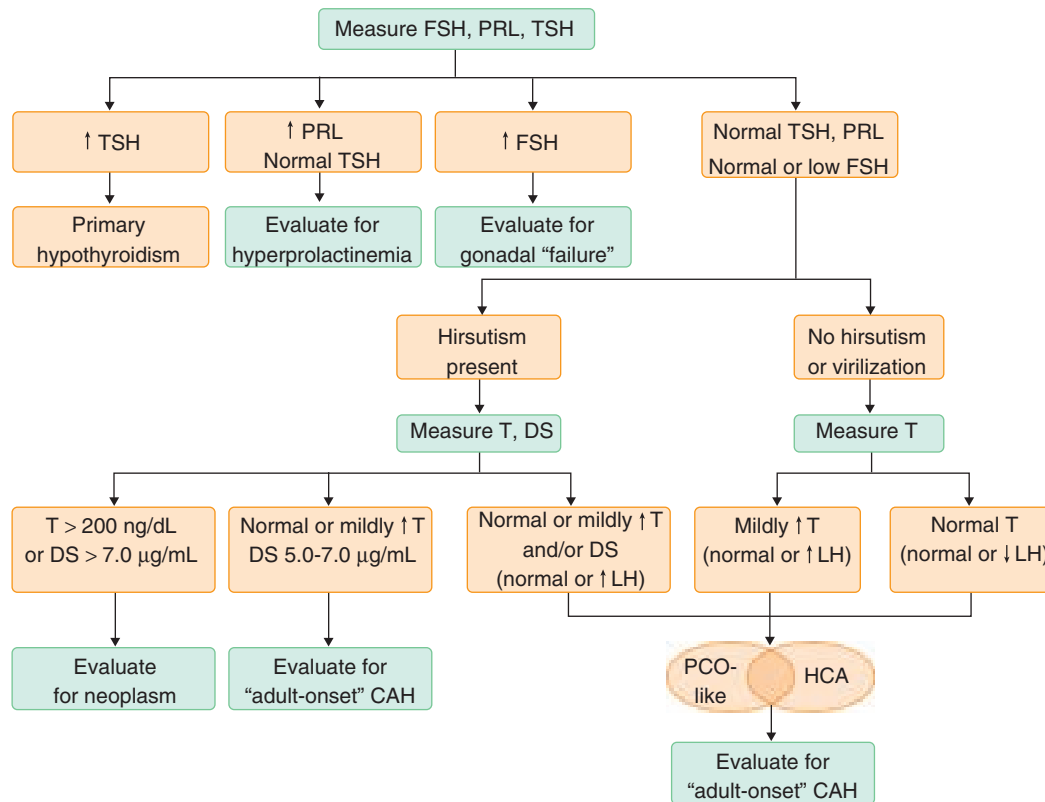 Measure FSH, PRL, TSH
↑ TSH
↑ PRL
Normal TSH
↑ FSH
Normal TSH, PRL
Normal or low FSH
Primary
hypothyroidism
Evaluate for
hyperprolactinemia
Evaluate for
gonadal “failure”
Hirsutism
present
No hirsutism
or virilization
Measure T, DS
Measure T
T > 200 ng/dL
or DS > 7.0 μg/mL
Normal or mildly ↑ T
DS 5.0-7.0 μg/mL
Normal or mildly ↑ T
and/or DS
(normal or ↑ LH)
Mildly ↑ T
(normal or ↑ LH)
Normal T
(normal or ↓ LH)
Evaluate
for neoplasm
Evaluate for
“adult-onset” CAH
PCO-
like
HCA
Evaluate for
“adult-onset” CAH